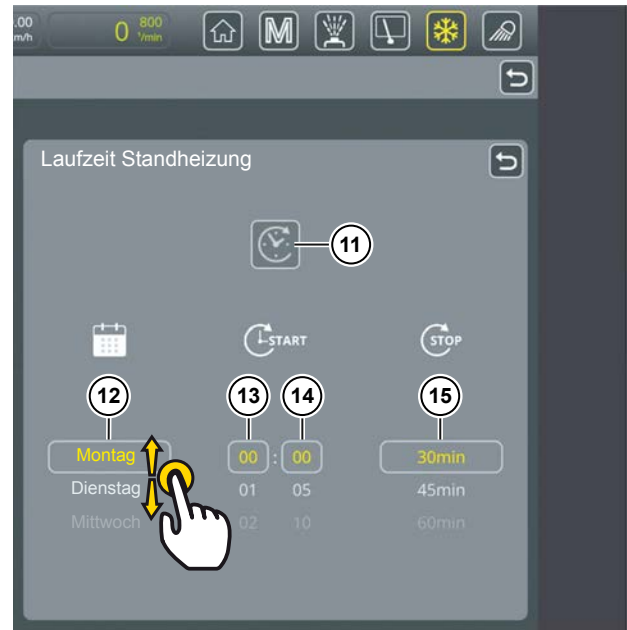 .00 m/h 0 800 1/min M
Laufzeit Standheizung
11
START STOP
12 13 14 15
Montag 00 : 00 30min
Dienstag 01 05 45min
Mittwoch 02 10 60min